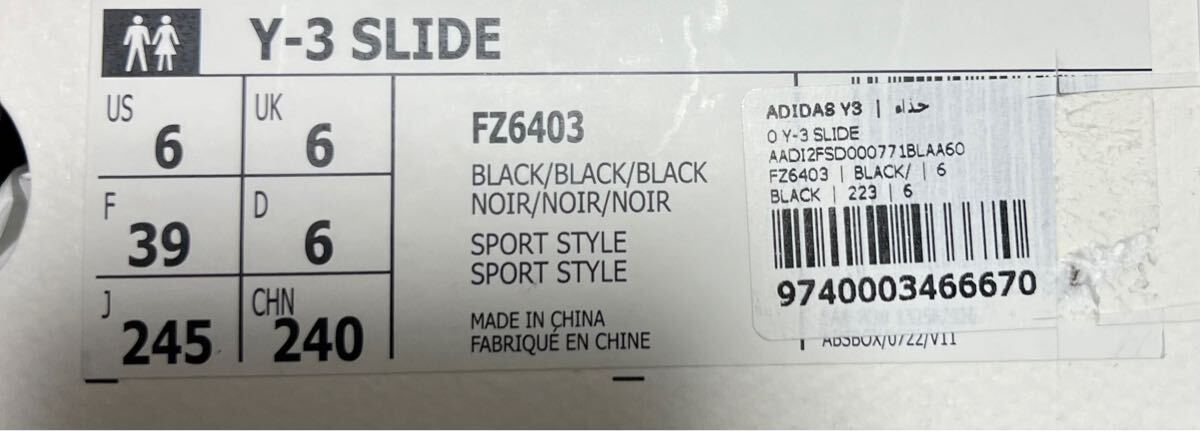 Y-3 SLIDE
US 6
UK 6
F 39
D 6
J 245
CHN 240
FZ6403
BLACK/BLACK/BLACK
NOIR/NOIR/NOIR
SPORT STYLE
SPORT STYLE
MADE IN CHINA
FABRIQUÉ EN CHINE
ADIDAS Y3 | حذاء
0 Y-3 SLIDE
AADI2FSD000771BLAA60
FZ6403 | BLACK/ | 6
BLACK | 223 | 6
9740003466670
ABSBOX/0722/V11